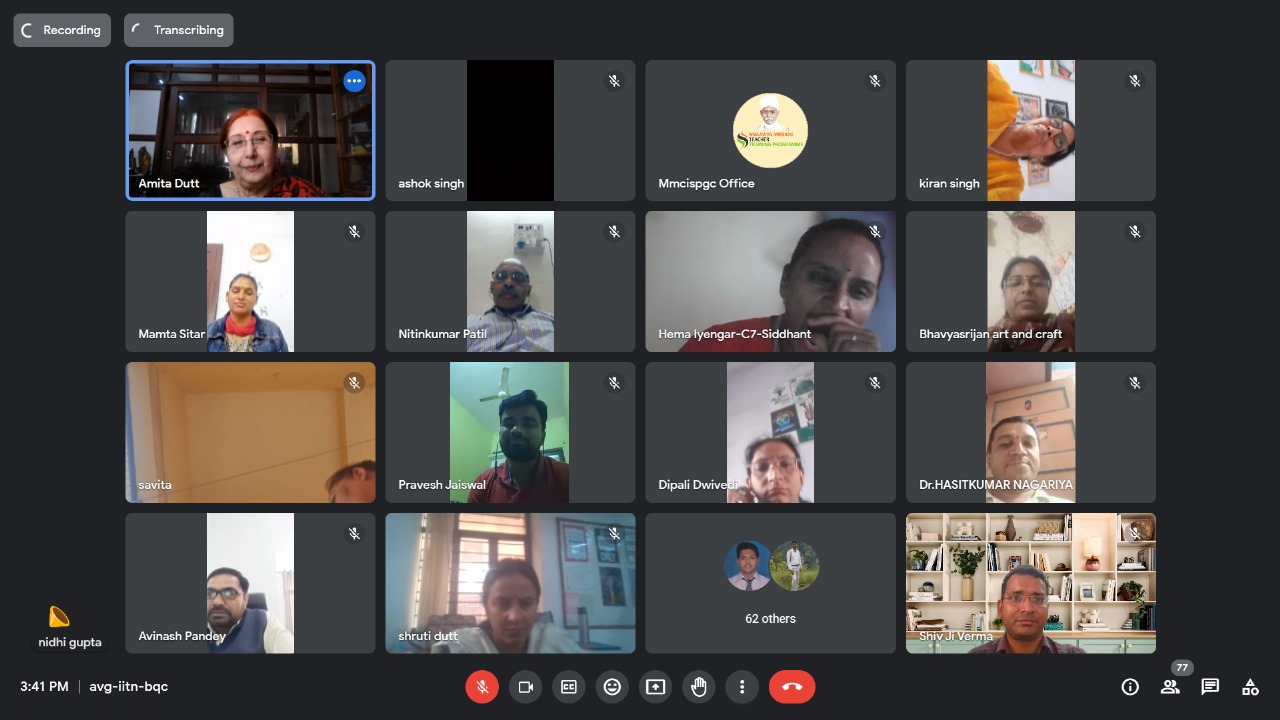 Recording
Transcribing
Amita Dutt
ashok singh
MALAVIYA MISSION
TEACHER
TRAINING PROGRAMME
Mmcispgc Office
kiran singh
Mamta Sitar
Nitinkumar Patil
Hema Iyengar-C7-Siddhant
Bhavyasrijan art and craft
savita
Pravesh Jaiswal
Dipali Dwivedi
Dr.HASITKUMAR NAGARIYA
Avinash Pandey
shruti dutt
62 others
Shiv Ji Verma
nidhi gupta
3:41 PM
avg-iitn-bqc
CC
77